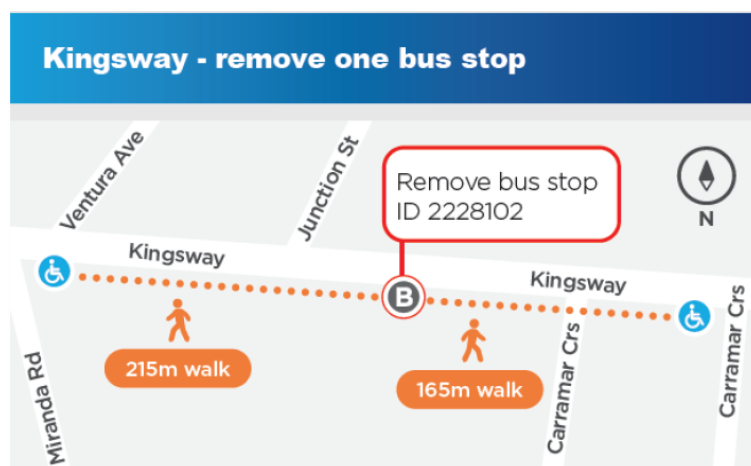 Kingsway - remove one bus stop
Ventura Ave
Junction St
Remove bus stop
ID 2228102
N
Kingsway
Kingsway
B
215m walk
165m walk
Miranda Rd
Carramar Crs
Carramar Crs